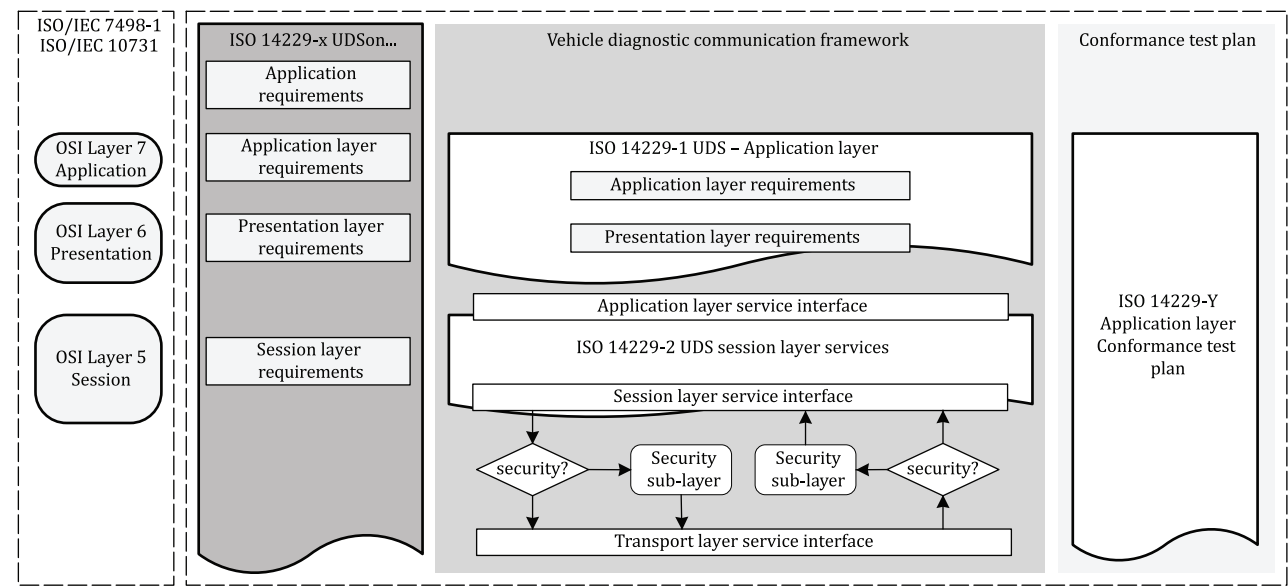 ISO/IEC 7498-1
ISO/IEC 10731
OSI Layer 7
Application
OSI Layer 6
Presentation
OSI Layer 5
Session
ISO 14229-x UDSon...
Application
requirements
Application layer
requirements
Presentation layer
requirements
Session layer
requirements
Vehicle diagnostic communication framework
ISO 14229-1 UDS – Application layer
Application layer requirements
Presentation layer requirements
Application layer service interface
ISO 14229-2 UDS session layer services
Session layer service interface
security?
Security
sub-layer
Security
sub-layer
security?
Transport layer service interface
Conformance test plan
ISO 14229-Y
Application layer
Conformance test
plan